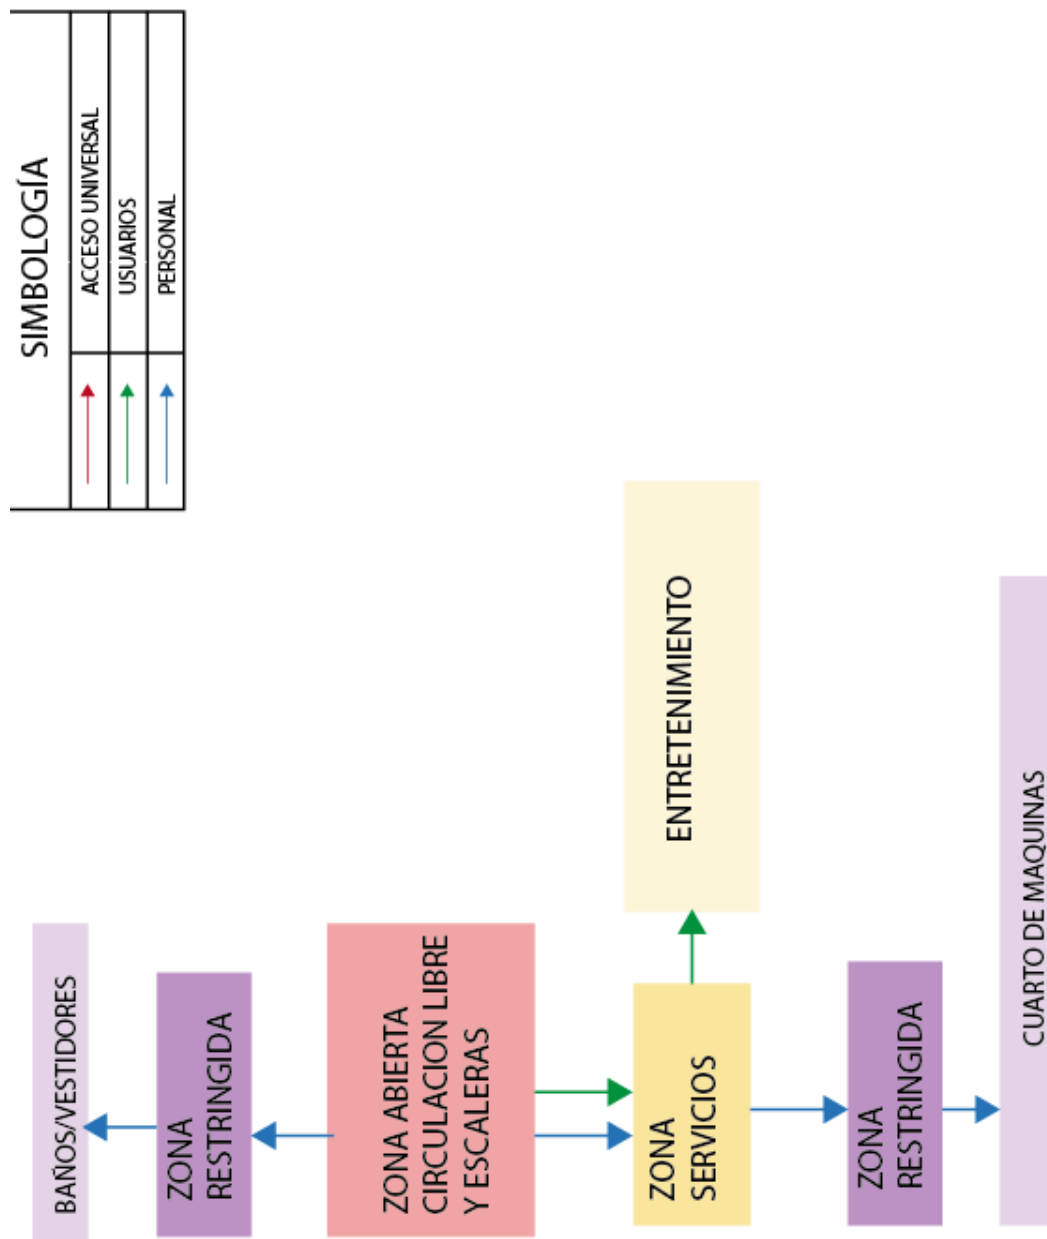 SIMBOLOGÍA
ACCESO UNIVERSAL
USUARIOS
PERSONAL
BAÑOS/VESTIDORES
ZONA
RESTRINGIDA
ZONA ABIERTA
CIRCULACION LIBRE
Y ESCALERAS
ZONA
SERVICIOS
ENTRETENIMIENTO
ZONA
RESTRINGIDA
CUARTO DE MAQUINAS